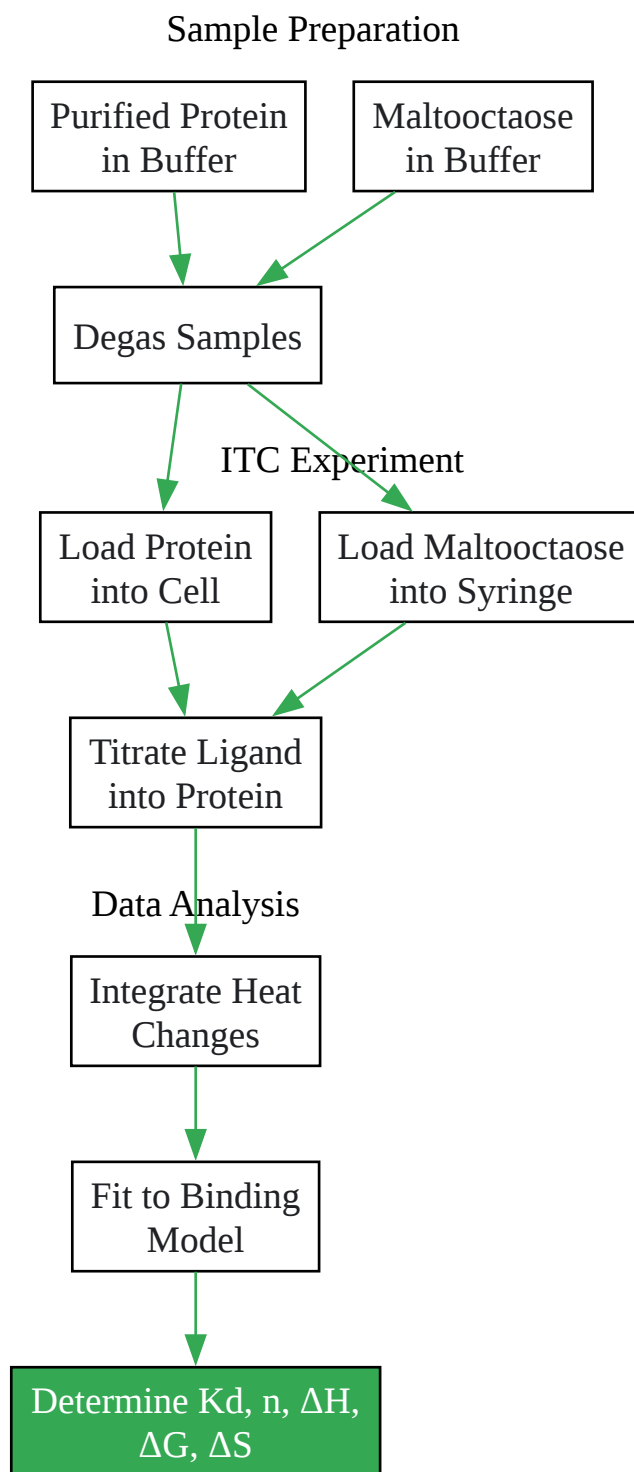 Sample Preparation
Purified Protein
in Buffer
Maltooctaose
in Buffer
Degas Samples
ITC Experiment
Load Protein
into Cell
Load Maltooctaose
into Syringe
Titrate Ligand
into Protein
Data Analysis
Integrate Heat
Changes
Fit to Binding
Model
Determine Kd, n, ΔH,
ΔG, ΔS